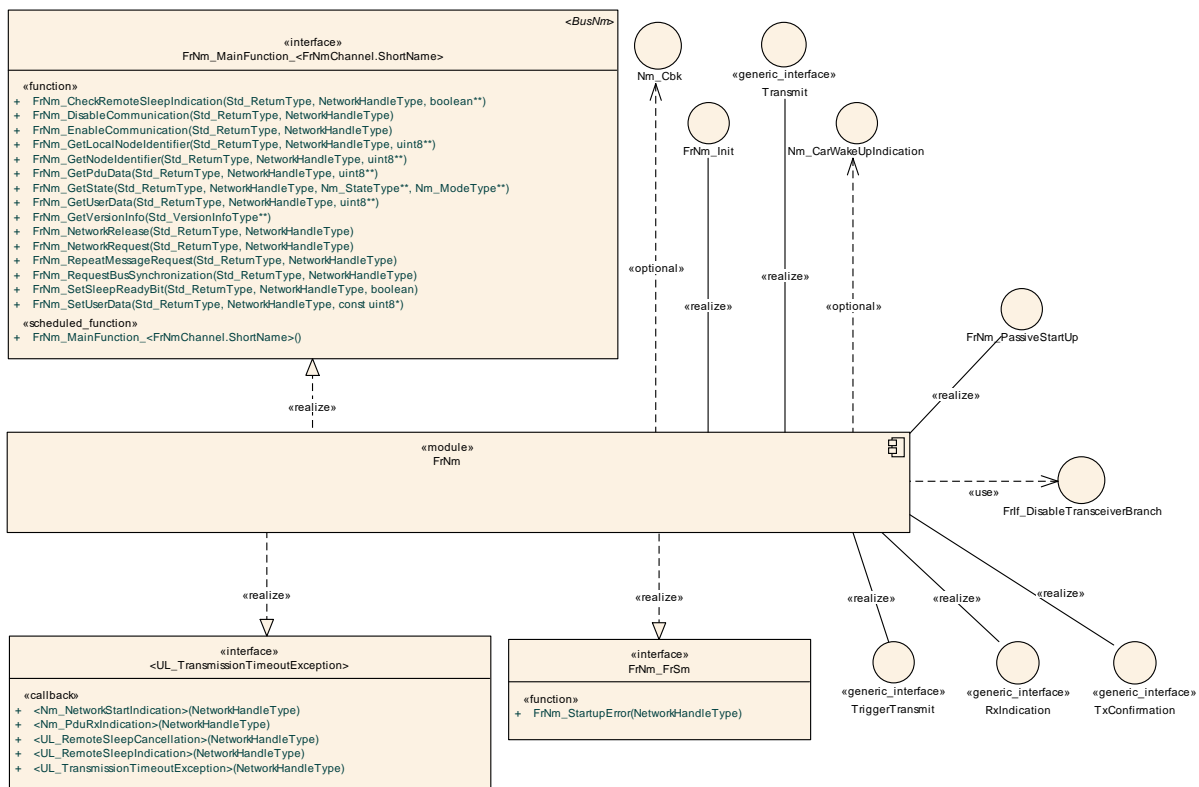 <BusNm>
«interface»
FrNm_MainFunction_<FrNmChannel.ShortName>
«function»
+ FrNm_CheckRemoteSleepIndication(Std_ReturnType, NetworkHandleType, boolean**)
+ FrNm_DisableCommunication(Std_ReturnType, NetworkHandleType)
+ FrNm_EnableCommunication(Std_ReturnType, NetworkHandleType)
+ FrNm_GetLocalNodeIdentifier(Std_ReturnType, NetworkHandleType, uint8**)
+ FrNm_GetNodeIdentifier(Std_ReturnType, NetworkHandleType, uint8**)
+ FrNm_GetPduData(Std_ReturnType, NetworkHandleType, uint8**)
+ FrNm_GetState(Std_ReturnType, NetworkHandleType, Nm_StateType**, Nm_ModeType**)
+ FrNm_GetUserData(Std_ReturnType, NetworkHandleType, uint8**)
+ FrNm_GetVersionInfo(Std_VersionInfoType**)
+ FrNm_NetworkRelease(Std_ReturnType, NetworkHandleType)
+ FrNm_NetworkRequest(Std_ReturnType, NetworkHandleType)
+ FrNm_RepeatMessageRequest(Std_ReturnType, NetworkHandleType)
+ FrNm_RequestBusSynchronization(Std_ReturnType, NetworkHandleType)
+ FrNm_SetSleepReadyBit(Std_ReturnType, NetworkHandleType, boolean)
+ FrNm_SetUserData(Std_ReturnType, NetworkHandleType, const uint8*)
«scheduled_function»
+ FrNm_MainFunction_<FrNmChannel.ShortName>()
Nm_Cbk
«generic_interface»
Transmit
FrNm_Init
Nm_CarWakeUpIndication
«optional»
«realize»
«realize»
«optional»
FrNm_PassiveStartUp
«realize»
«realize»
«module»
FrNm
«use»
FrIf_DisableTransceiverBranch
«realize»
«realize»
«realize»
«realize»
«realize»
«interface»
<UL_TransmissionTimeoutException>
«callback»
+ <Nm_NetworkStartIndication>(NetworkHandleType)
+ <Nm_PduRxIndication>(NetworkHandleType)
+ <UL_RemoteSleepCancellation>(NetworkHandleType)
+ <UL_RemoteSleepIndication>(NetworkHandleType)
+ <UL_TransmissionTimeoutException>(NetworkHandleType)
«interface»
FrNm_FrSm
«function»
+ FrNm_StartupError(NetworkHandleType)
«generic_interface»
TriggerTransmit
«generic_interface»
RxIndication
«generic_interface»
TxConfirmation